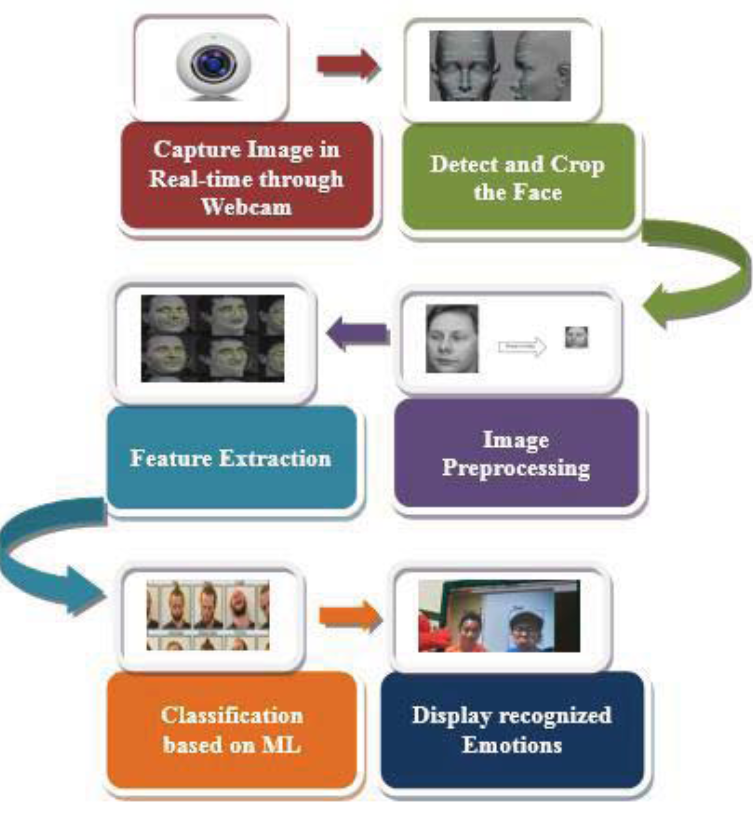 Capture Image in
Real-time through
Webcam
Detect and Crop
the Face
Image
Preprocessing
Feature Extraction
Classification
based on ML
Display recognized
Emotions